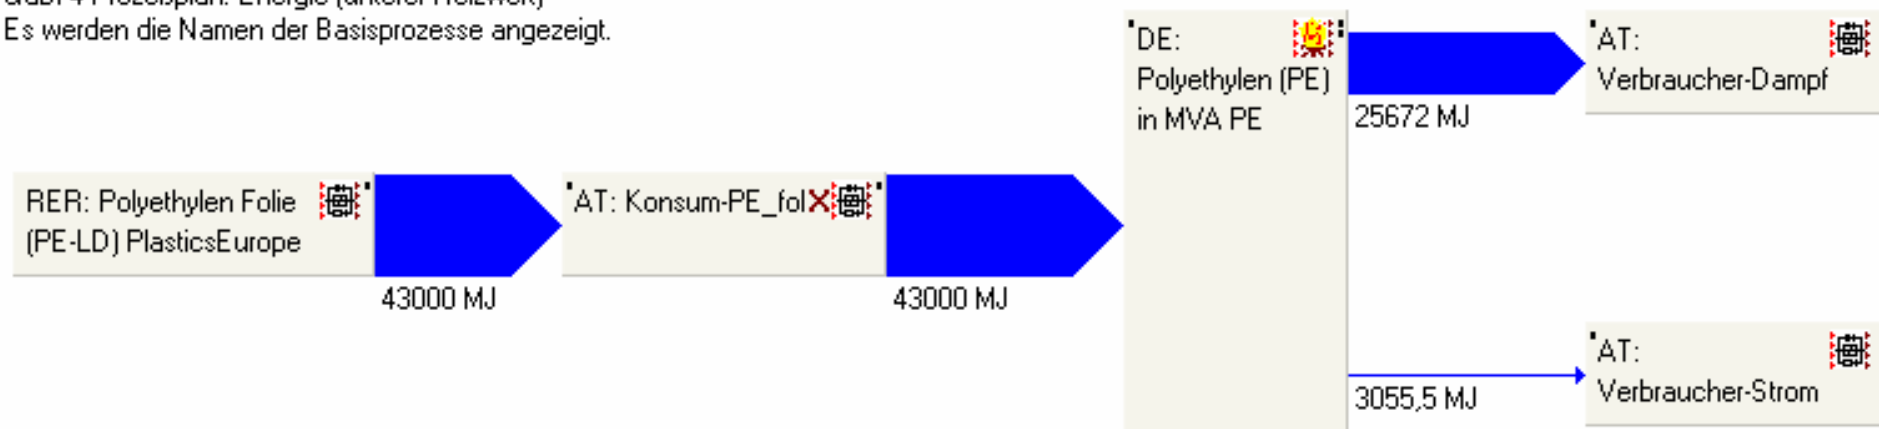 Es werden die Namen der Basisprozesse angezeigt.
RER: Polyethylen Folie
(PE-LD) PlasticsEurope
43000 MJ
AT: Konsum-PE_fol
43000 MJ
DE:
Polyethylen (PE)
in MVA PE
25672 MJ
AT:
Verbraucher-Dampf
3055,5 MJ
AT:
Verbraucher-Strom